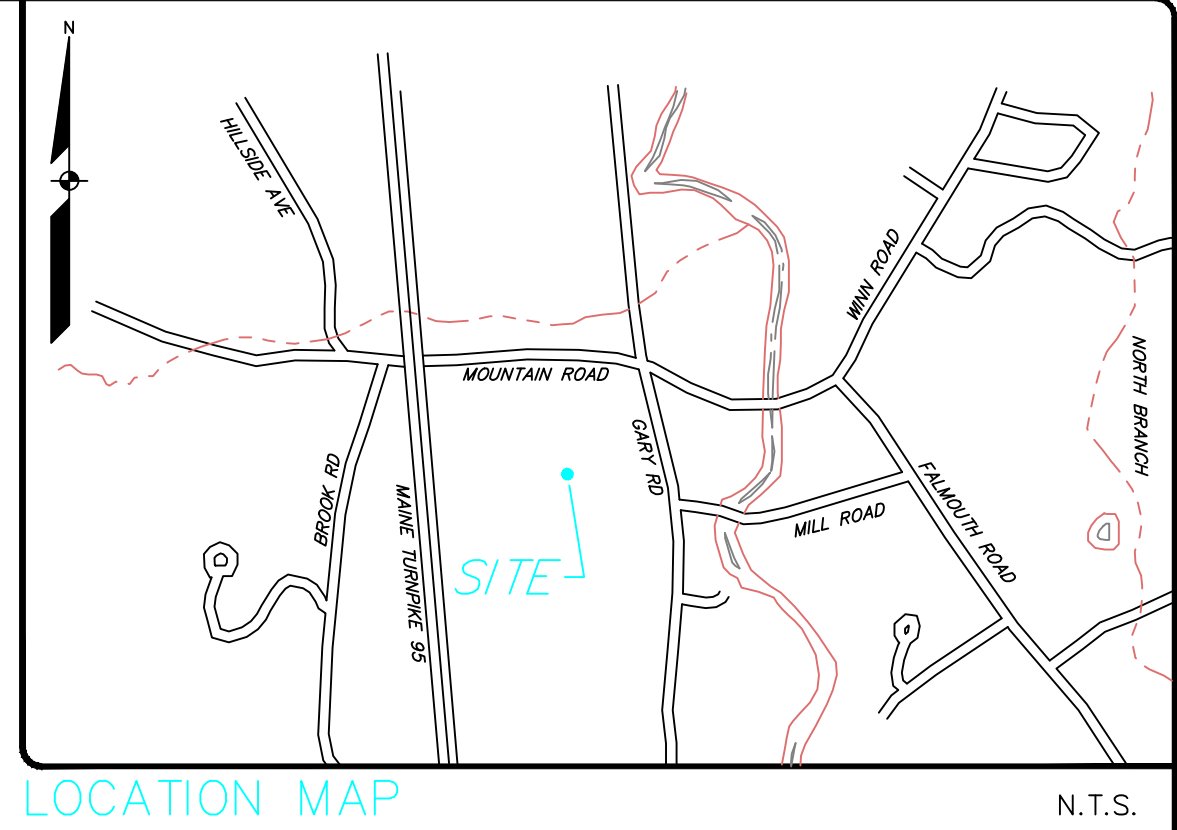 N
HILLSIDE AVE
WINN ROAD
MOUNTAIN ROAD
NORTH BRANCH
GARY RD
BROOK RD
MAINE TURNPIKE 95
FALMOUTH ROAD
MILL ROAD
SITE
LOCATION MAP
N.T.S.